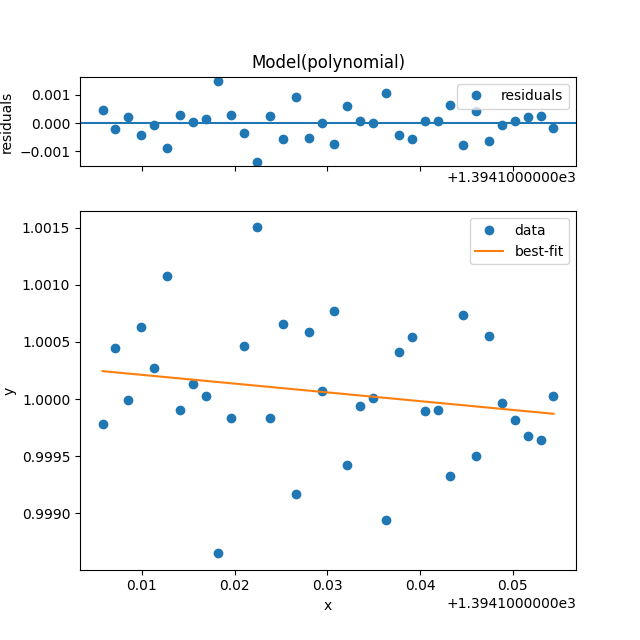 Model(polynomial)
residuals
0.001
0.000
−0.001
residuals
+1.3941000000e3
y
1.0015
1.0010
1.0005
1.0000
0.9995
0.9990
data
best-fit
0.01
0.02
0.03
0.04
0.05
x
+1.3941000000e3